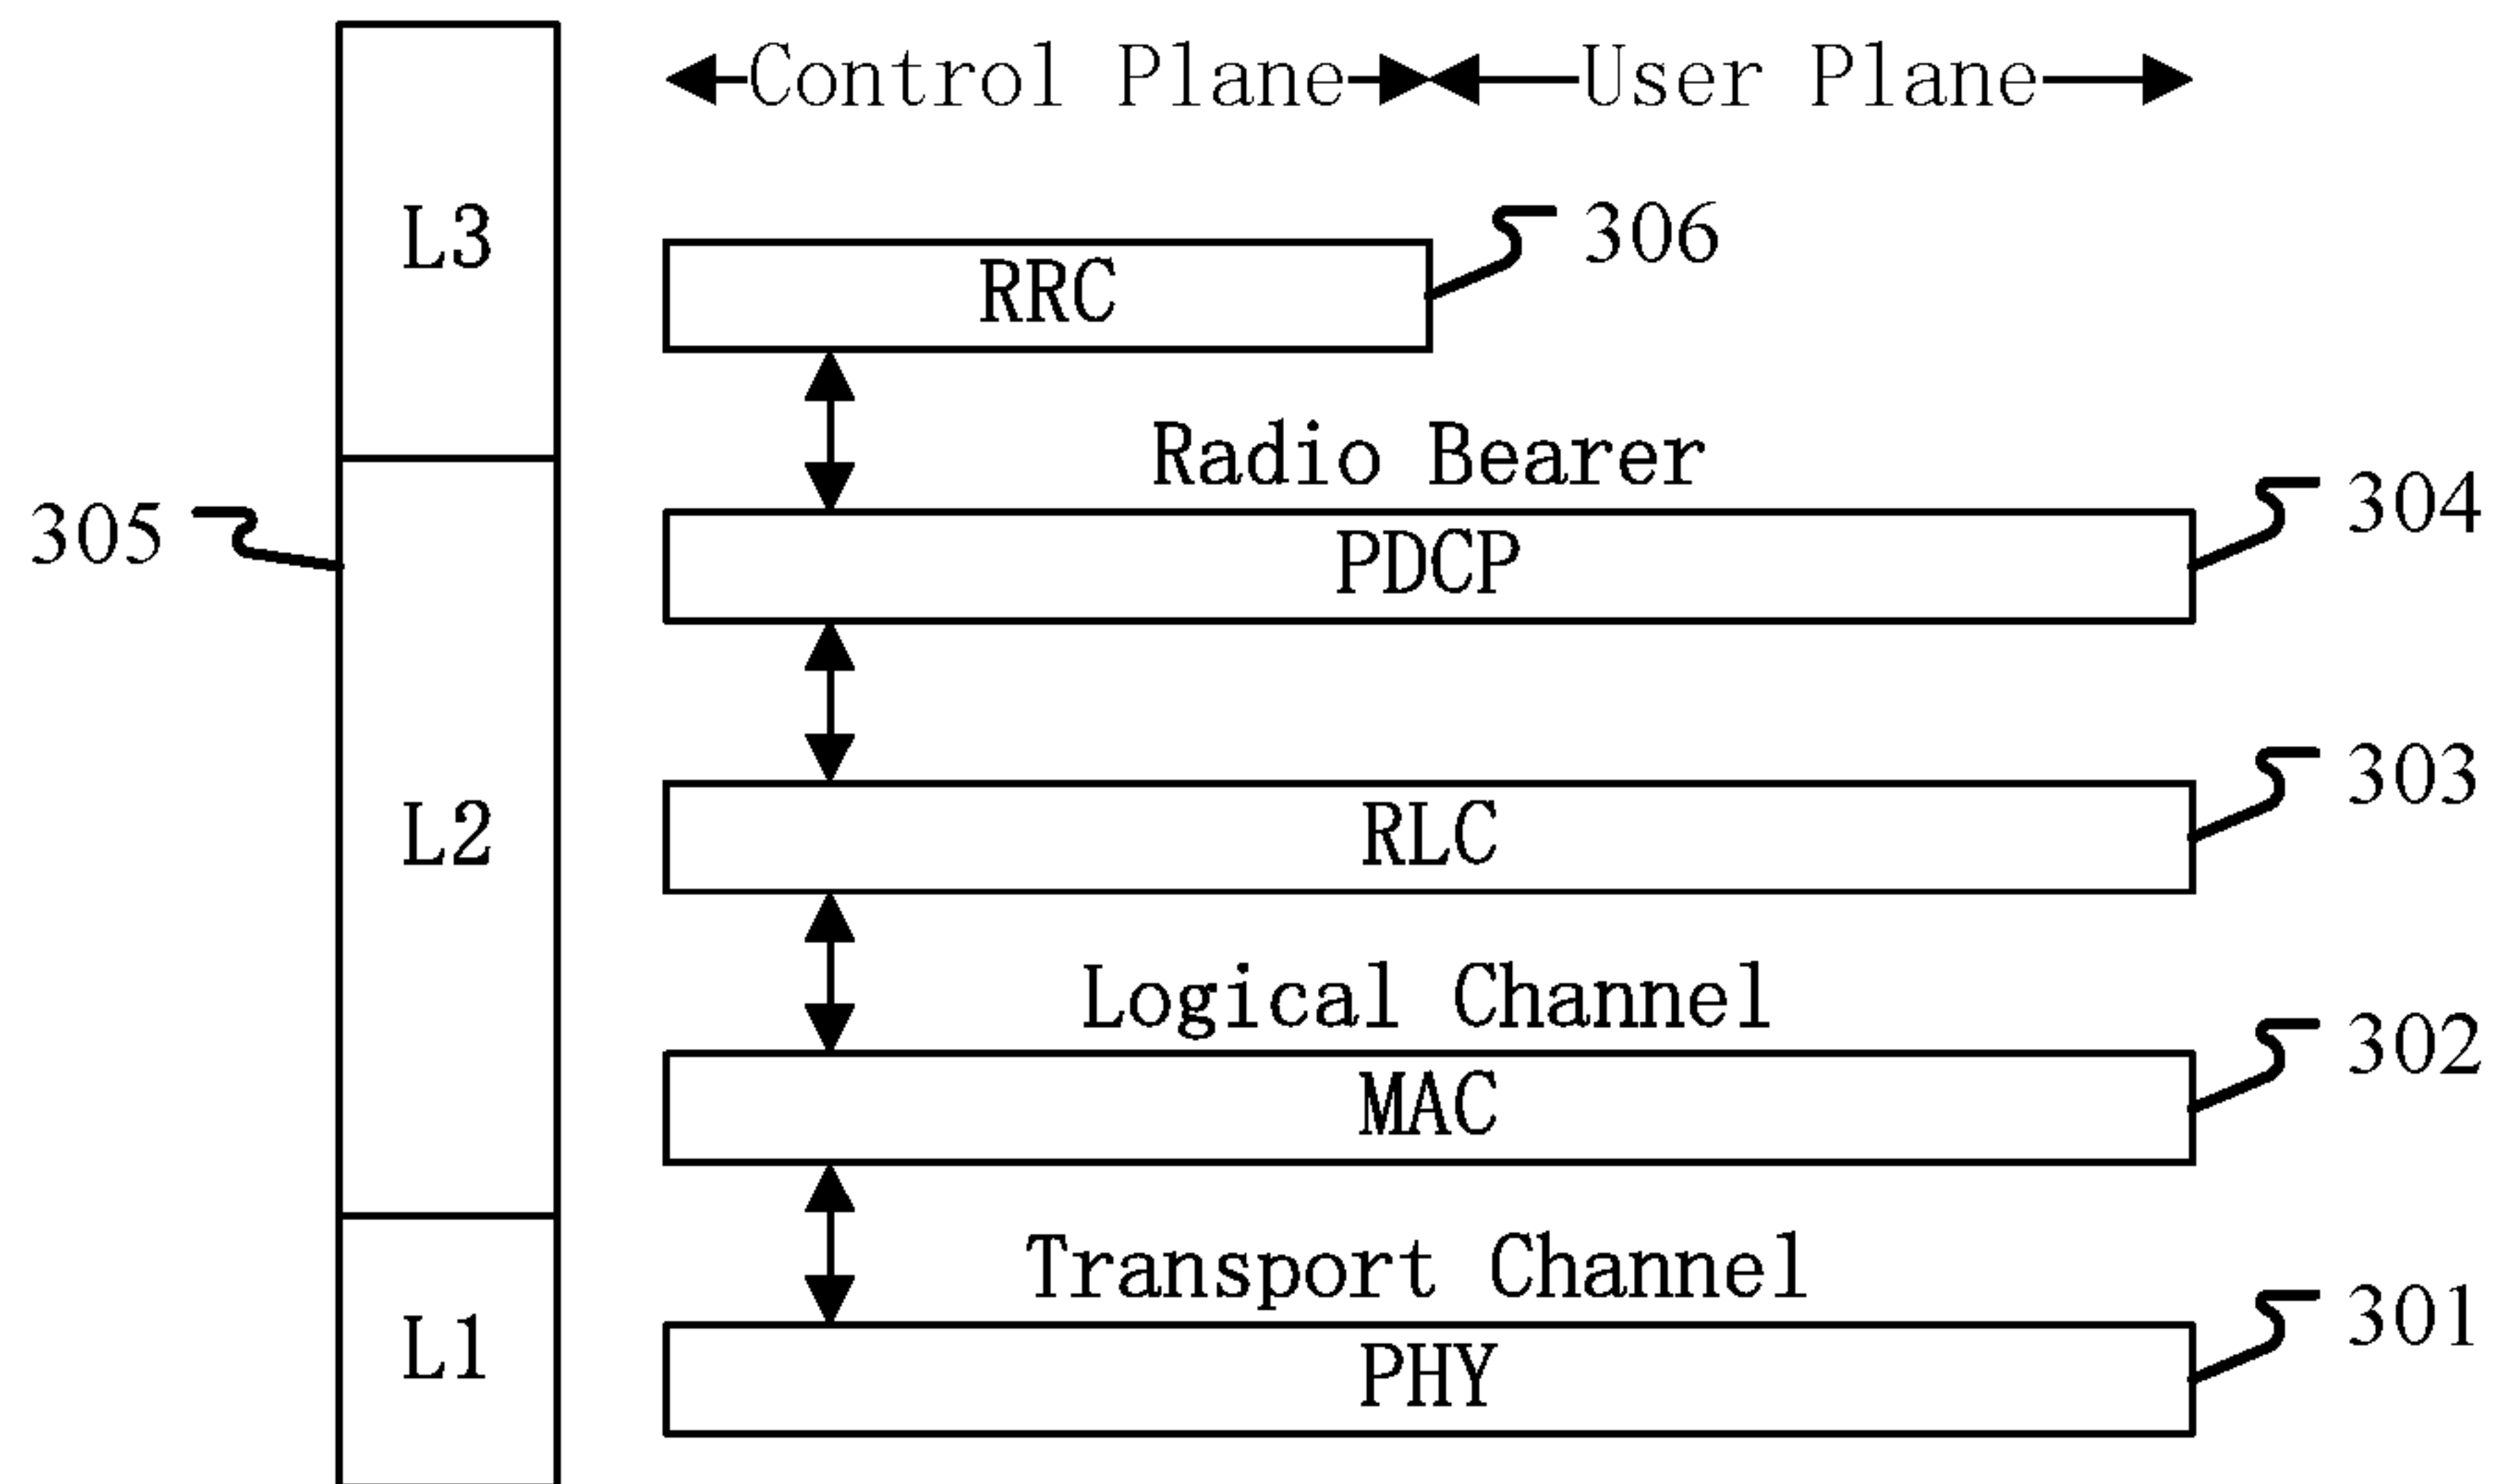 Control Plane User Plane
L3
RRC
306
Radio Bearer
305
PDCP
304
L2
RLC
303
Logical Channel
MAC
302
Transport Channel
L1
PHY
301